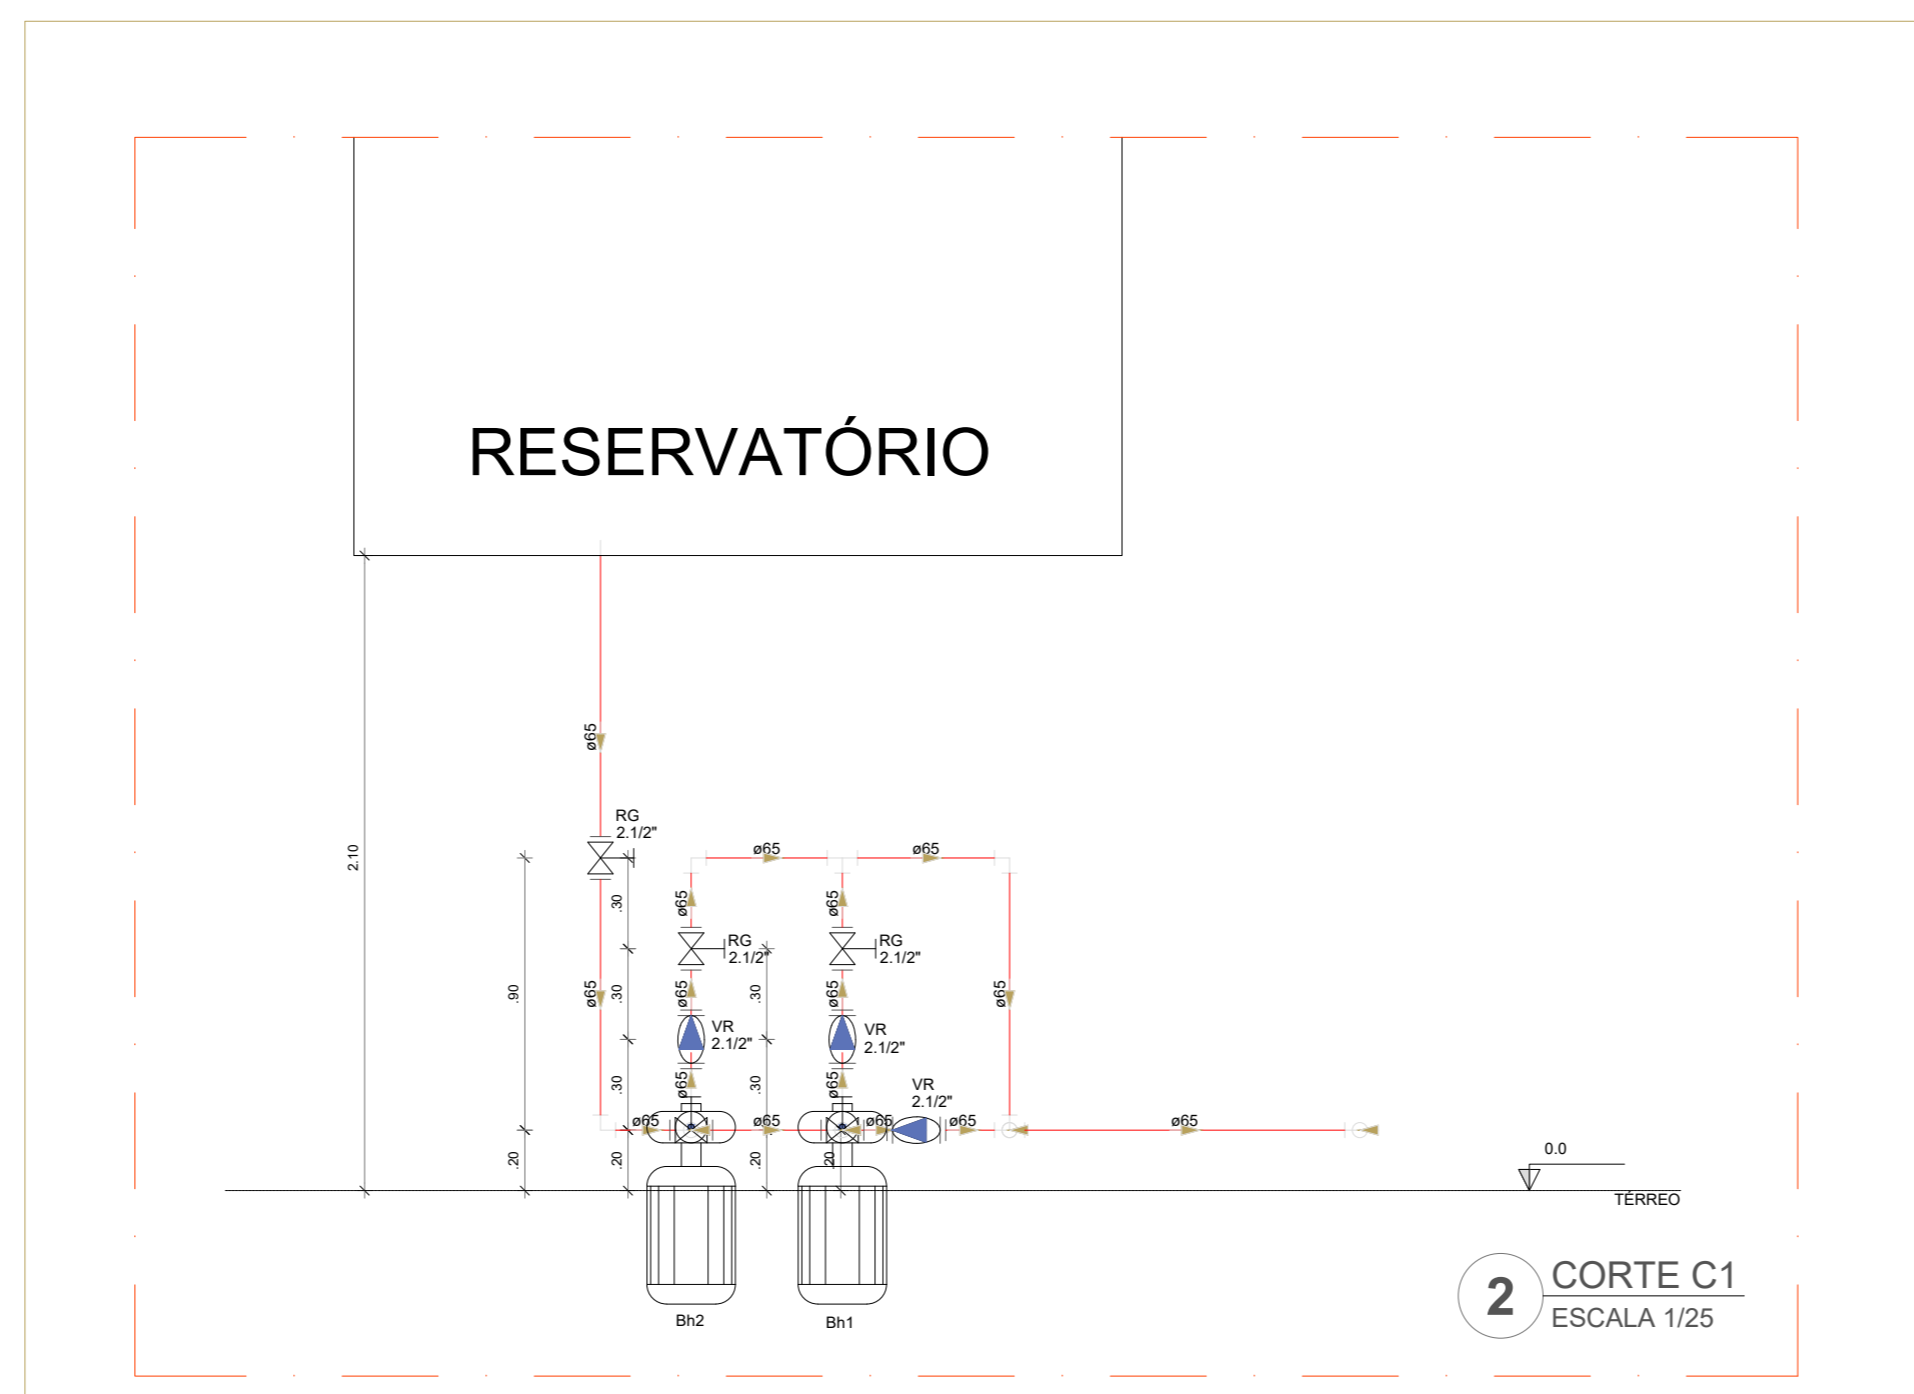 RESERVATÓRIO
ø65
RG
2.1/2"
2.10
ø65
ø65
.30
ø65
ø65
RG
2.1/2"
RG
2.1/2"
.90
ø65
.30
ø65
.30
ø65
ø65
VR
2.1/2"
VR
2.1/2"
.30
ø65
.30
ø65
VR
2.1/2"
ø65
ø65
ø65
ø65
ø65
.20
.20
.20
.20
0.0
TÉRREO
Bh2
Bh1
2
CORTE C1
ESCALA 1/25